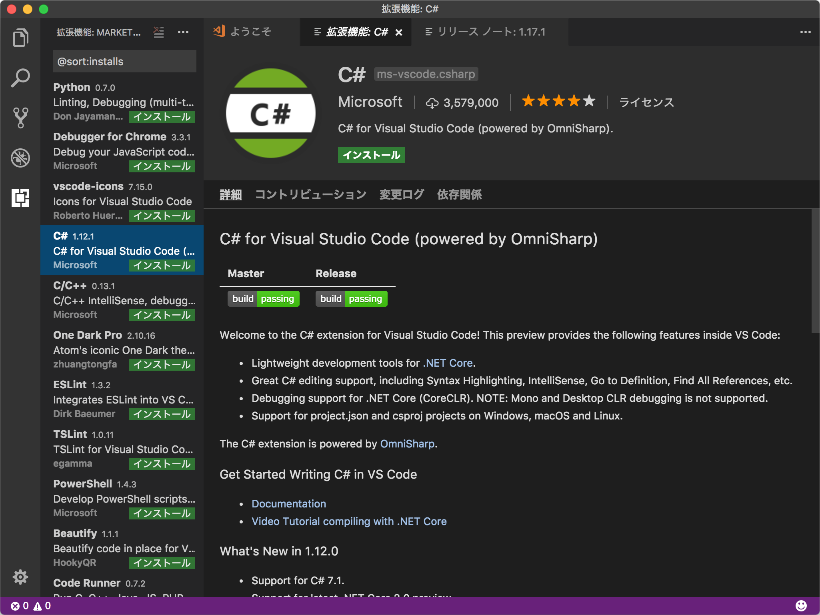 拡張機能: C#
拡張機能: MARKET...
@sort:installs
Python 0.7.0
Linting, Debugging (multi-t...
Don Jayaman... インストール
Debugger for Chrome 3.3.1
Debug your JavaScript cod...
Microsoft インストール
vscode-icons 7.15.0
Icons for Visual Studio Code
Roberto Huer... インストール
C# 1.12.1
C# for Visual Studio Code (...
Microsoft インストール
C/C++ 0.13.1
C/C++ IntelliSense, debugg...
Microsoft インストール
One Dark Pro 2.10.16
Atom's iconic One Dark the...
zhuangtongfa インストール
ESLint 1.3.2
Integrates ESLint into VS C...
Dirk Baeumer インストール
TSLint 1.0.11
TSLint for Visual Studio Co...
egamma インストール
PowerShell 1.4.3
Develop PowerShell scripts...
Microsoft インストール
Beautify 1.1.1
Beautify code in place for V...
HookyQR インストール
Code Runner 0.7.2
ようこそ
拡張機能: C# ×
リリース ノート: 1.17.1
C#
C# ms-vscode.csharp
Microsoft 3,579,000 ライセンス
C# for Visual Studio Code (powered by OmniSharp).
インストール
詳細 コントリビューション 変更ログ 依存関係
C# for Visual Studio Code (powered by OmniSharp)
Master Release
build passing build passing
Welcome to the C# extension for Visual Studio Code! This preview provides the following features inside VS Code:
• Lightweight development tools for .NET Core.
• Great C# editing support, including Syntax Highlighting, IntelliSense, Go to Definition, Find All References, etc.
• Debugging support for .NET Core (CoreCLR). NOTE: Mono and Desktop CLR debugging is not supported.
• Support for project.json and csproj projects on Windows, macOS and Linux.
The C# extension is powered by OmniSharp.
Get Started Writing C# in VS Code
• Documentation
• Video Tutorial compiling with .NET Core
What's New in 1.12.0
• Support for C# 7.1.
• Support for latest .NET Core 2.0 preview
0 0